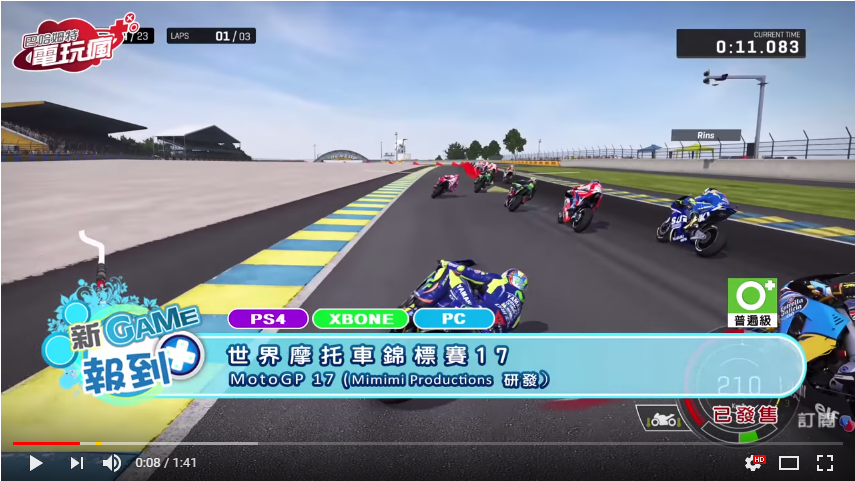 巴哈姆特
電玩瘋
/23
LAPS 01/03
CURRENT TIME
0:11.083
Rins
YAMAHA
新GAME
報到
PS4
XBONE
PC
普遍級
世界摩托車錦標賽17
MotoGP 17 (Mimimi Productions 研發)
210
已發售
訂閱
0:08 / 1:41
HD